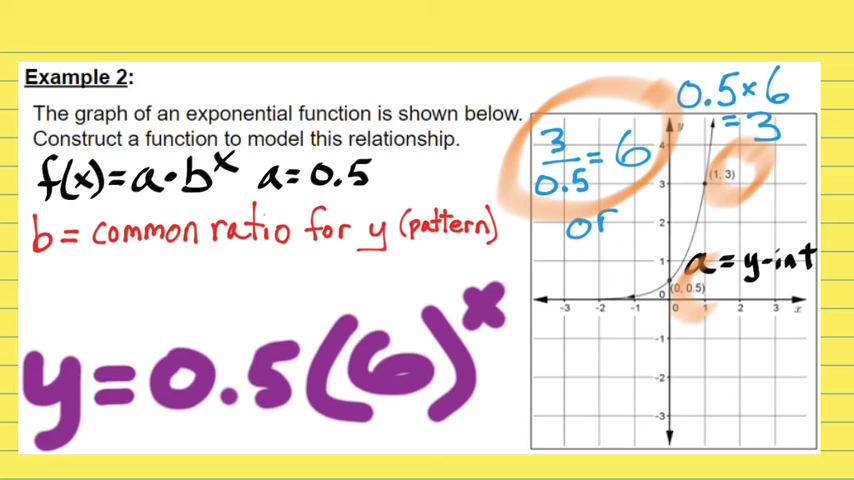 Example 2:
The graph of an exponential function is shown below.
Construct a function to model this relationship.
f(x)=a•b^x a=0.5
b= common ratio for y (pattern)
y=0.5(6)^x
3/0.5=6
or
0.5×6
=3
y
4
3
2
1
0
-1
-2
-3
(1, 3)
a=y-int
(0, 0.5)
-3 -2 -1 0 1 2 3 x